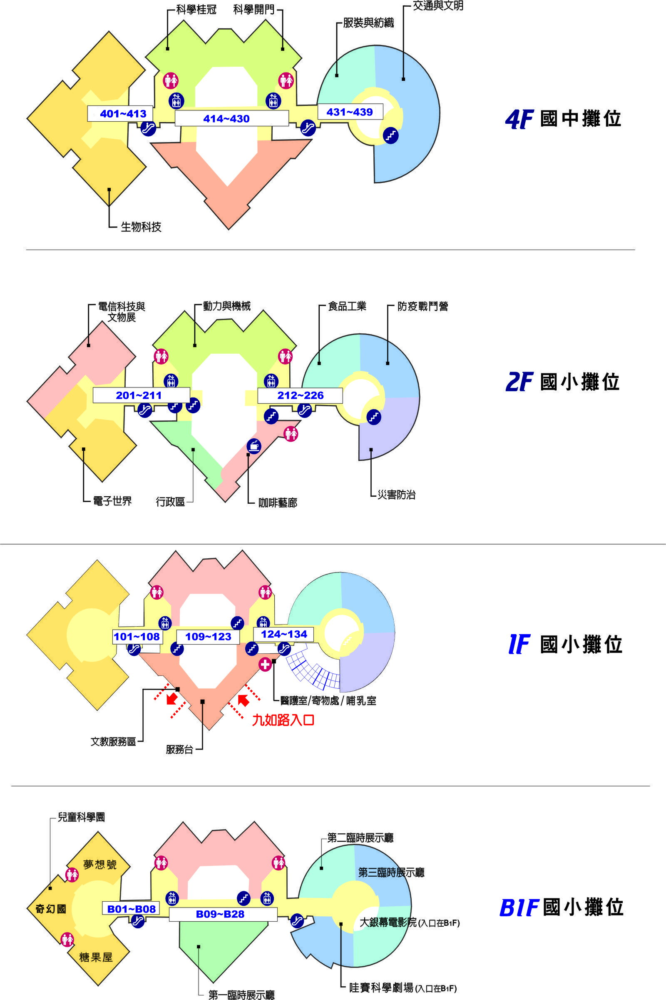 科學桂冠
科學開門
交通與文明
服裝與紡織
401~413
414~430
431~439
4F 國中攤位
生物科技
電信科技與
文物展
動力與機械
食品工業
防疫戰鬥營
201~211
212~226
2F 國小攤位
電子世界
行政區
咖啡藝廊
災害防治
101~108
109~123
124~134
1F 國小攤位
醫護室/寄物處/哺乳室
九如路入口
文教服務區
服務台
兒童科學園
夢想號
第二臨時展示廳
第三臨時展示廳
奇幻國
B01~B08
B09~B28
B1F 國小攤位
大銀幕電影院(入口在B1F)
糖果屋
哇賽科學劇場(入口在B1F)
第一臨時展示廳